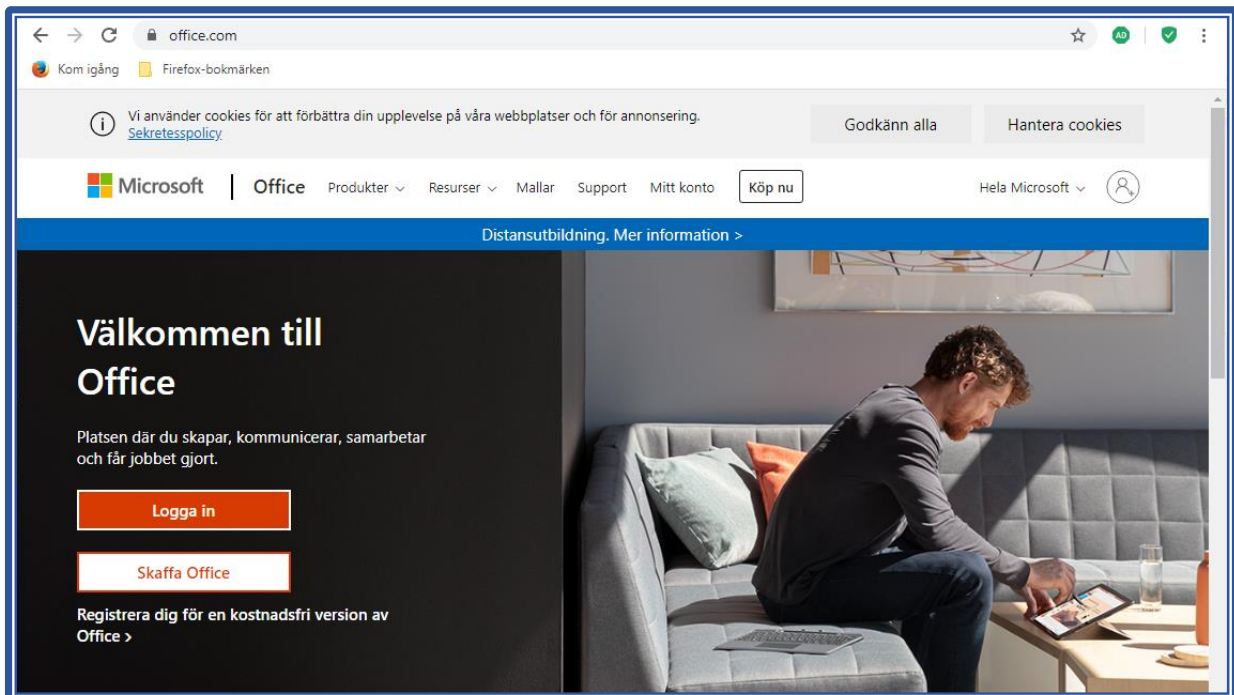 office.com
AD
Kom igång Firefox-bokmärken
Vi använder cookies för att förbättra din upplevelse på våra webbplatser och för annonsering.
Sekretesspolicy
Godkänn alla Hantera cookies
Microsoft Office Produkter Resurser Mallar Support Mitt konto Köp nu Hela Microsoft
Distansutbildning. Mer information >
Välkommen till
Office
Platsen där du skapar, kommunicerar, samarbetar
och får jobbet gjort.
Logga in
Skaffa Office
Registrera dig för en kostnadsfri version av
Office >